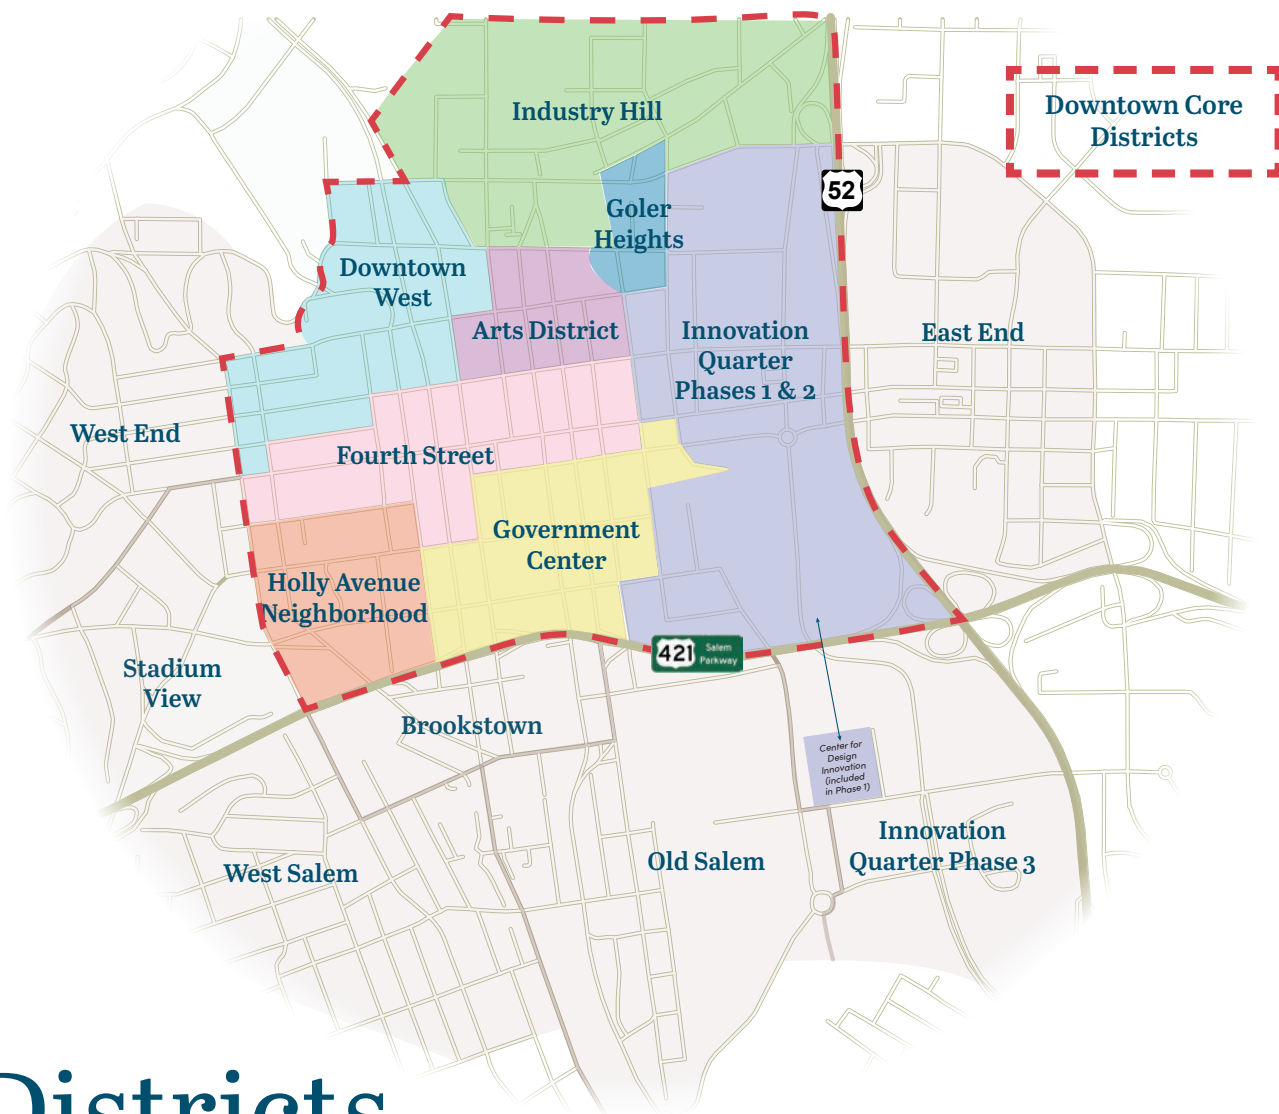 Industry Hill
Downtown Core
Districts
52
Goler
Heights
Downtown
West
Arts District
Innovation
Quarter
Phases 1 & 2
East End
West End
Fourth Street
Government
Center
Holly Avenue
Neighborhood
421
Salem
Parkway
Stadium
View
Brookstown
Center for
Design
Innovation
(included
in Phase 1)
Innovation
Quarter Phase 3
Old Salem
West Salem
Districts